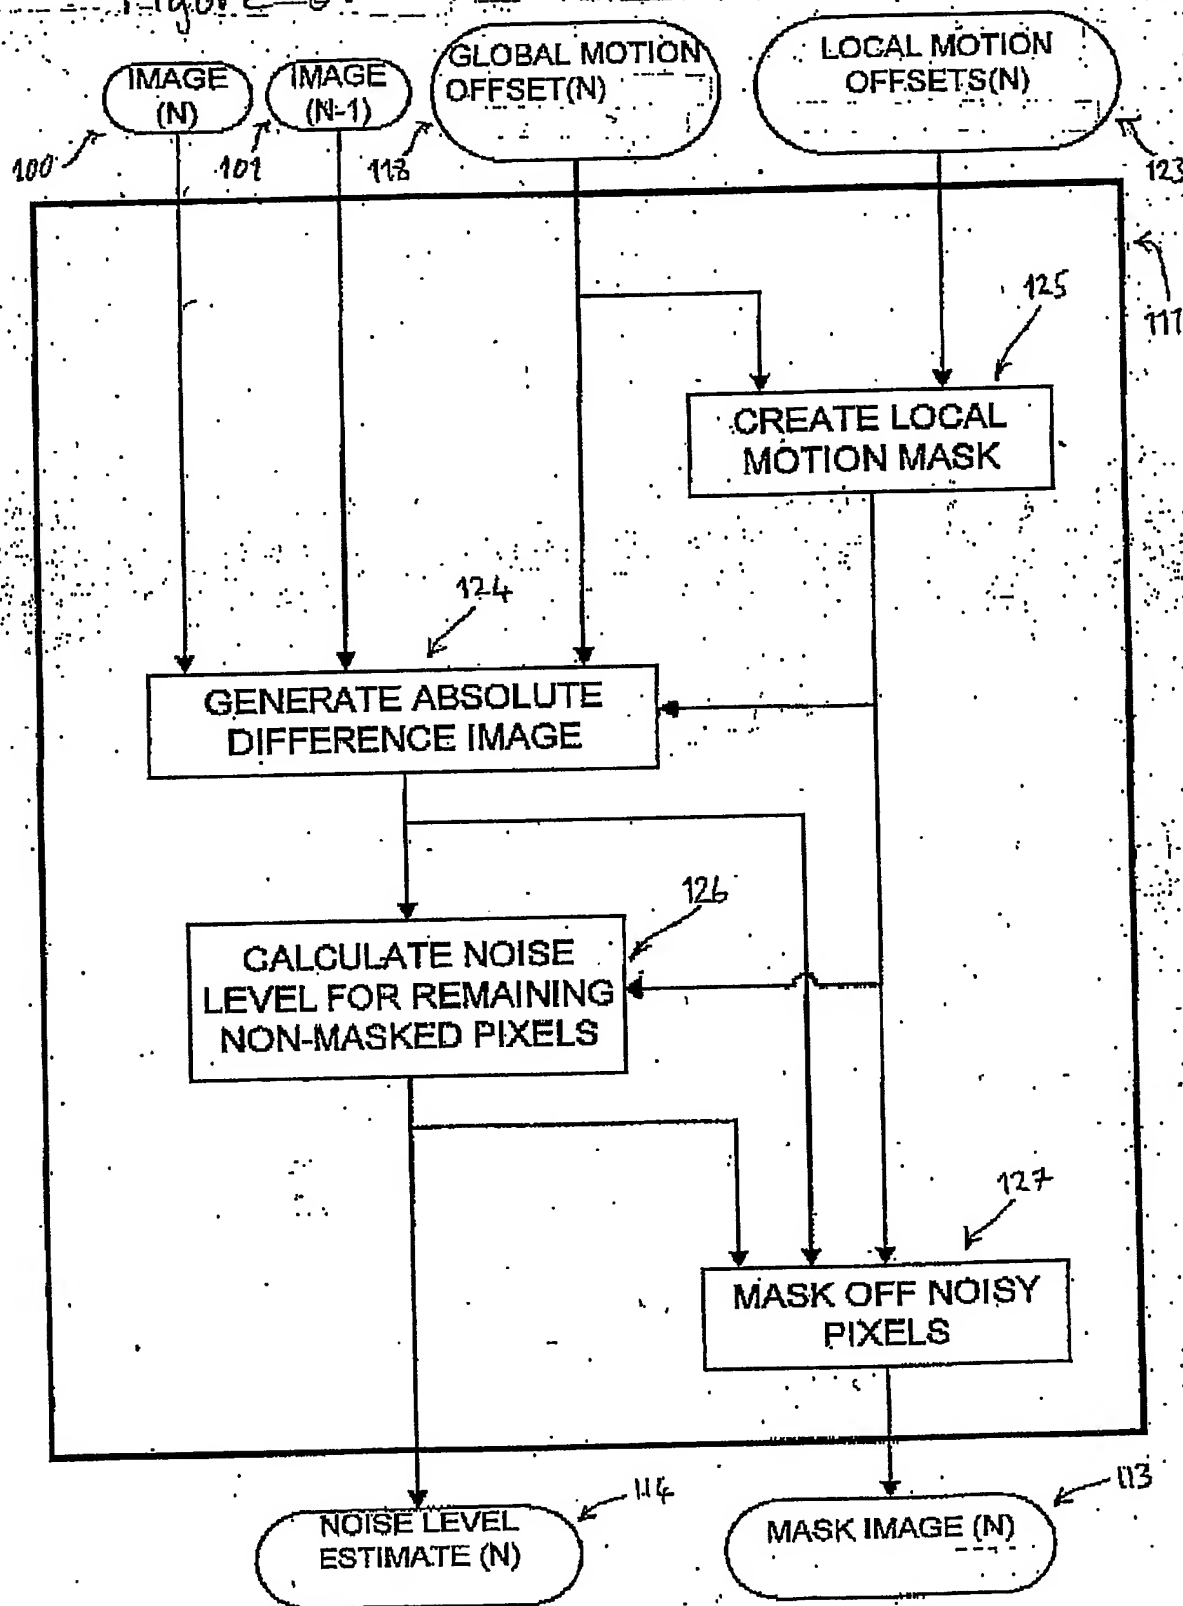 Figure
IMAGE
(N)
IMAGE
(N-1)
GLOBAL MOTION
OFFSET(N)
LOCAL MOTION
OFFSETS(N)
100
101
118
123
117
125
CREATE LOCAL
MOTION MASK
124
GENERATE ABSOLUTE
DIFFERENCE IMAGE
126
CALCULATE NOISE
LEVEL FOR REMAINING
NON-MASKED PIXELS
127
MASK OFF NOISY
PIXELS
NOISE LEVEL
ESTIMATE (N)
114
MASK IMAGE (N)
113